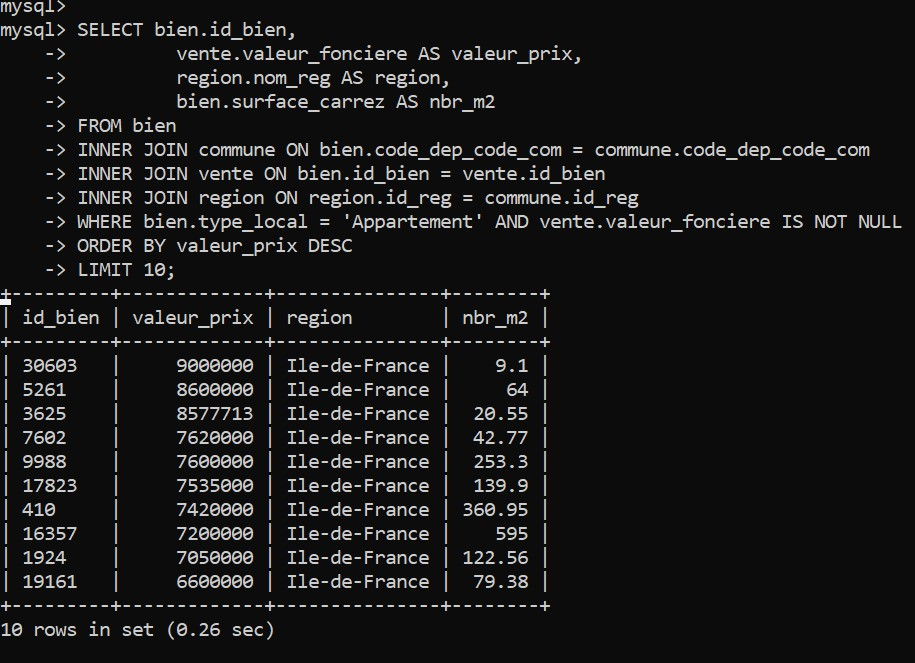 mysql>
mysql> SELECT bien.id_bien,
    ->          vente.valeur_fonciere AS valeur_prix,
    ->          region.nom_reg AS region,
    ->          bien.surface_carrez AS nbr_m2
    -> FROM bien
    -> INNER JOIN commune ON bien.code_dep_code_com = commune.code_dep_code_com
    -> INNER JOIN vente ON bien.id_bien = vente.id_bien
    -> INNER JOIN region ON region.id_reg = commune.id_reg
    -> WHERE bien.type_local = 'Appartement' AND vente.valeur_fonciere IS NOT NULL
    -> ORDER BY valeur_prix DESC
    -> LIMIT 10;
+---------+-------------+---------------+--------+
| id_bien | valeur_prix | region        | nbr_m2 |
+---------+-------------+---------------+--------+
| 30603   |     9000000 | Ile-de-France |    9.1 |
| 5261    |     8600000 | Ile-de-France |     64 |
| 3625    |     8577713 | Ile-de-France |  20.55 |
| 7602    |     7620000 | Ile-de-France |  42.77 |
| 9988    |     7600000 | Ile-de-France |  253.3 |
| 17823   |     7535000 | Ile-de-France |  139.9 |
| 410     |     7420000 | Ile-de-France | 360.95 |
| 16357   |     7200000 | Ile-de-France |    595 |
| 1924    |     7050000 | Ile-de-France | 122.56 |
| 19161   |     6600000 | Ile-de-France |  79.38 |
+---------+-------------+---------------+--------+
10 rows in set (0.26 sec)